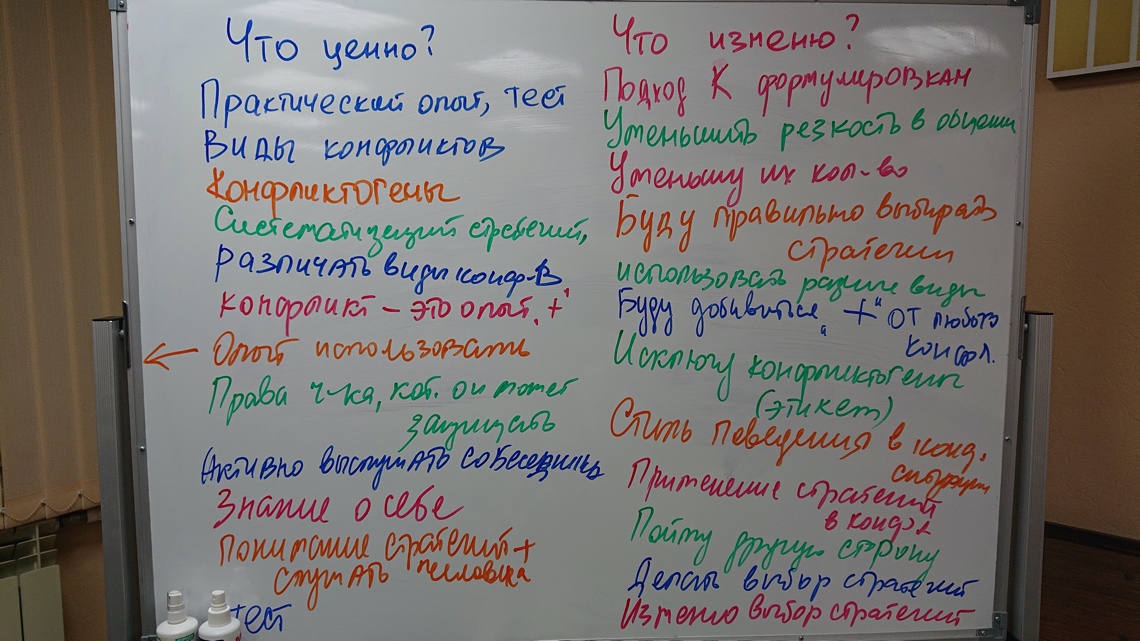 Что ценно?
Практический опыт, тест
Виды конфликтов
Конфликтогены
Систематизаций стратегий,
различать виды конф-в
конфликт – это опыт "+"
← Опыт использовать
Права ч-ка, кот. он может
защищать
Активно выслушать собеседника
Знание о себе
Понимание стратегий +
слушать человека
тест
Что изменю?
Подход к формулировкам
Уменьшить резкость в общении
Уменьшу их кол-во
Буду правильно выбирать
стратегии
использовать разные виды
Буду добиваться "+" от любого
конфл.
Исключу конфликтогены
(этикет)
Стиль поведения в конф.
ситуации
Применение стратегий
в конфл
Пойму другую сторону
Делать выбор стратегий
Изменю выбор стратегий